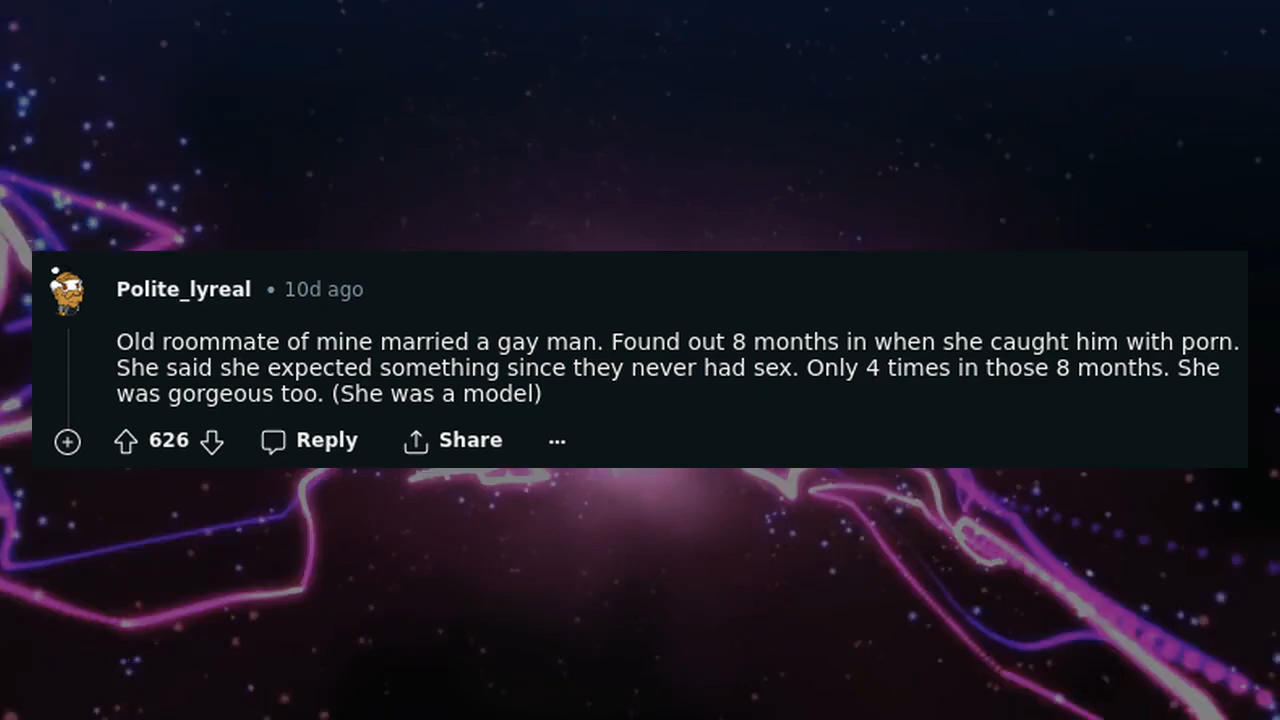 Polite_lyreal • 10d ago
Old roommate of mine married a gay man. Found out 8 months in when she caught him with porn.
She said she expected something since they never had sex. Only 4 times in those 8 months. She
was gorgeous too. (She was a model)
626 Reply Share ...